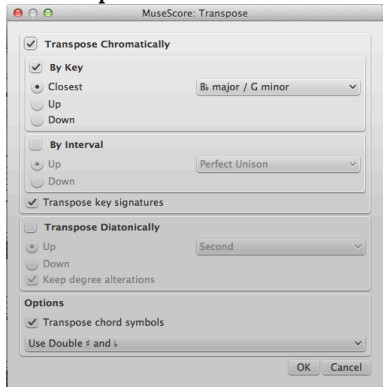 MuseScore: Transpose
Transpose Chromatically
By Key
Closest B♭ major / G minor
Up
Down
By Interval
Up Perfect Unison
Down
Transpose key signatures
Transpose Diatonically
Up Second
Down
Keep degree alterations
Options
Transpose chord symbols
Use Double ♯ and ♭
OK Cancel